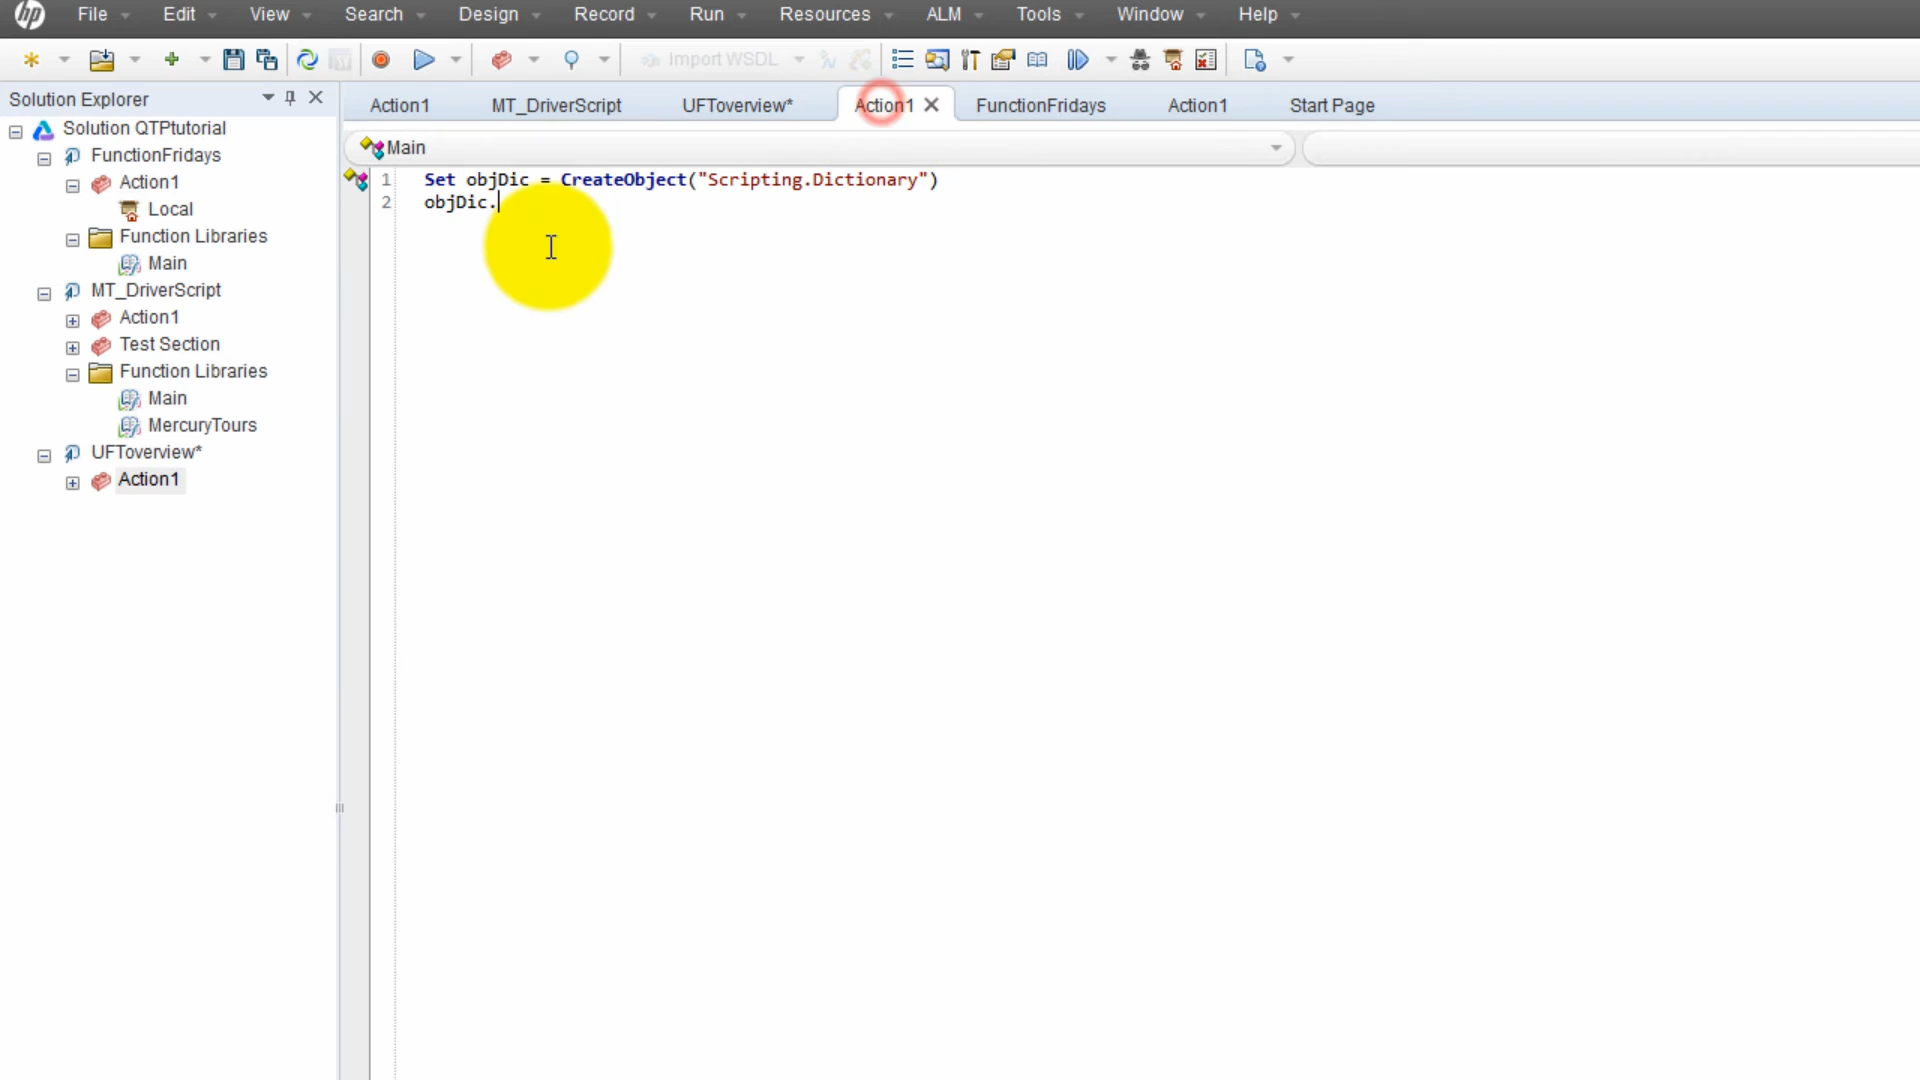 hp File Edit View Search Design Record Run Resources ALM Tools Window Help
Import WSDL
Solution Explorer
Action1 MT_DriverScript UFToverview* Action1 FunctionFridays Action1 Start Page
Solution QTPtutorial
FunctionFridays
Action1
Local
Function Libraries
Main
MT_DriverScript
Action1
Test Section
Function Libraries
Main
MercuryTours
UFToverview*
Action1
Main
1 Set objDic = CreateObject("Scripting.Dictionary")
2 objDic.